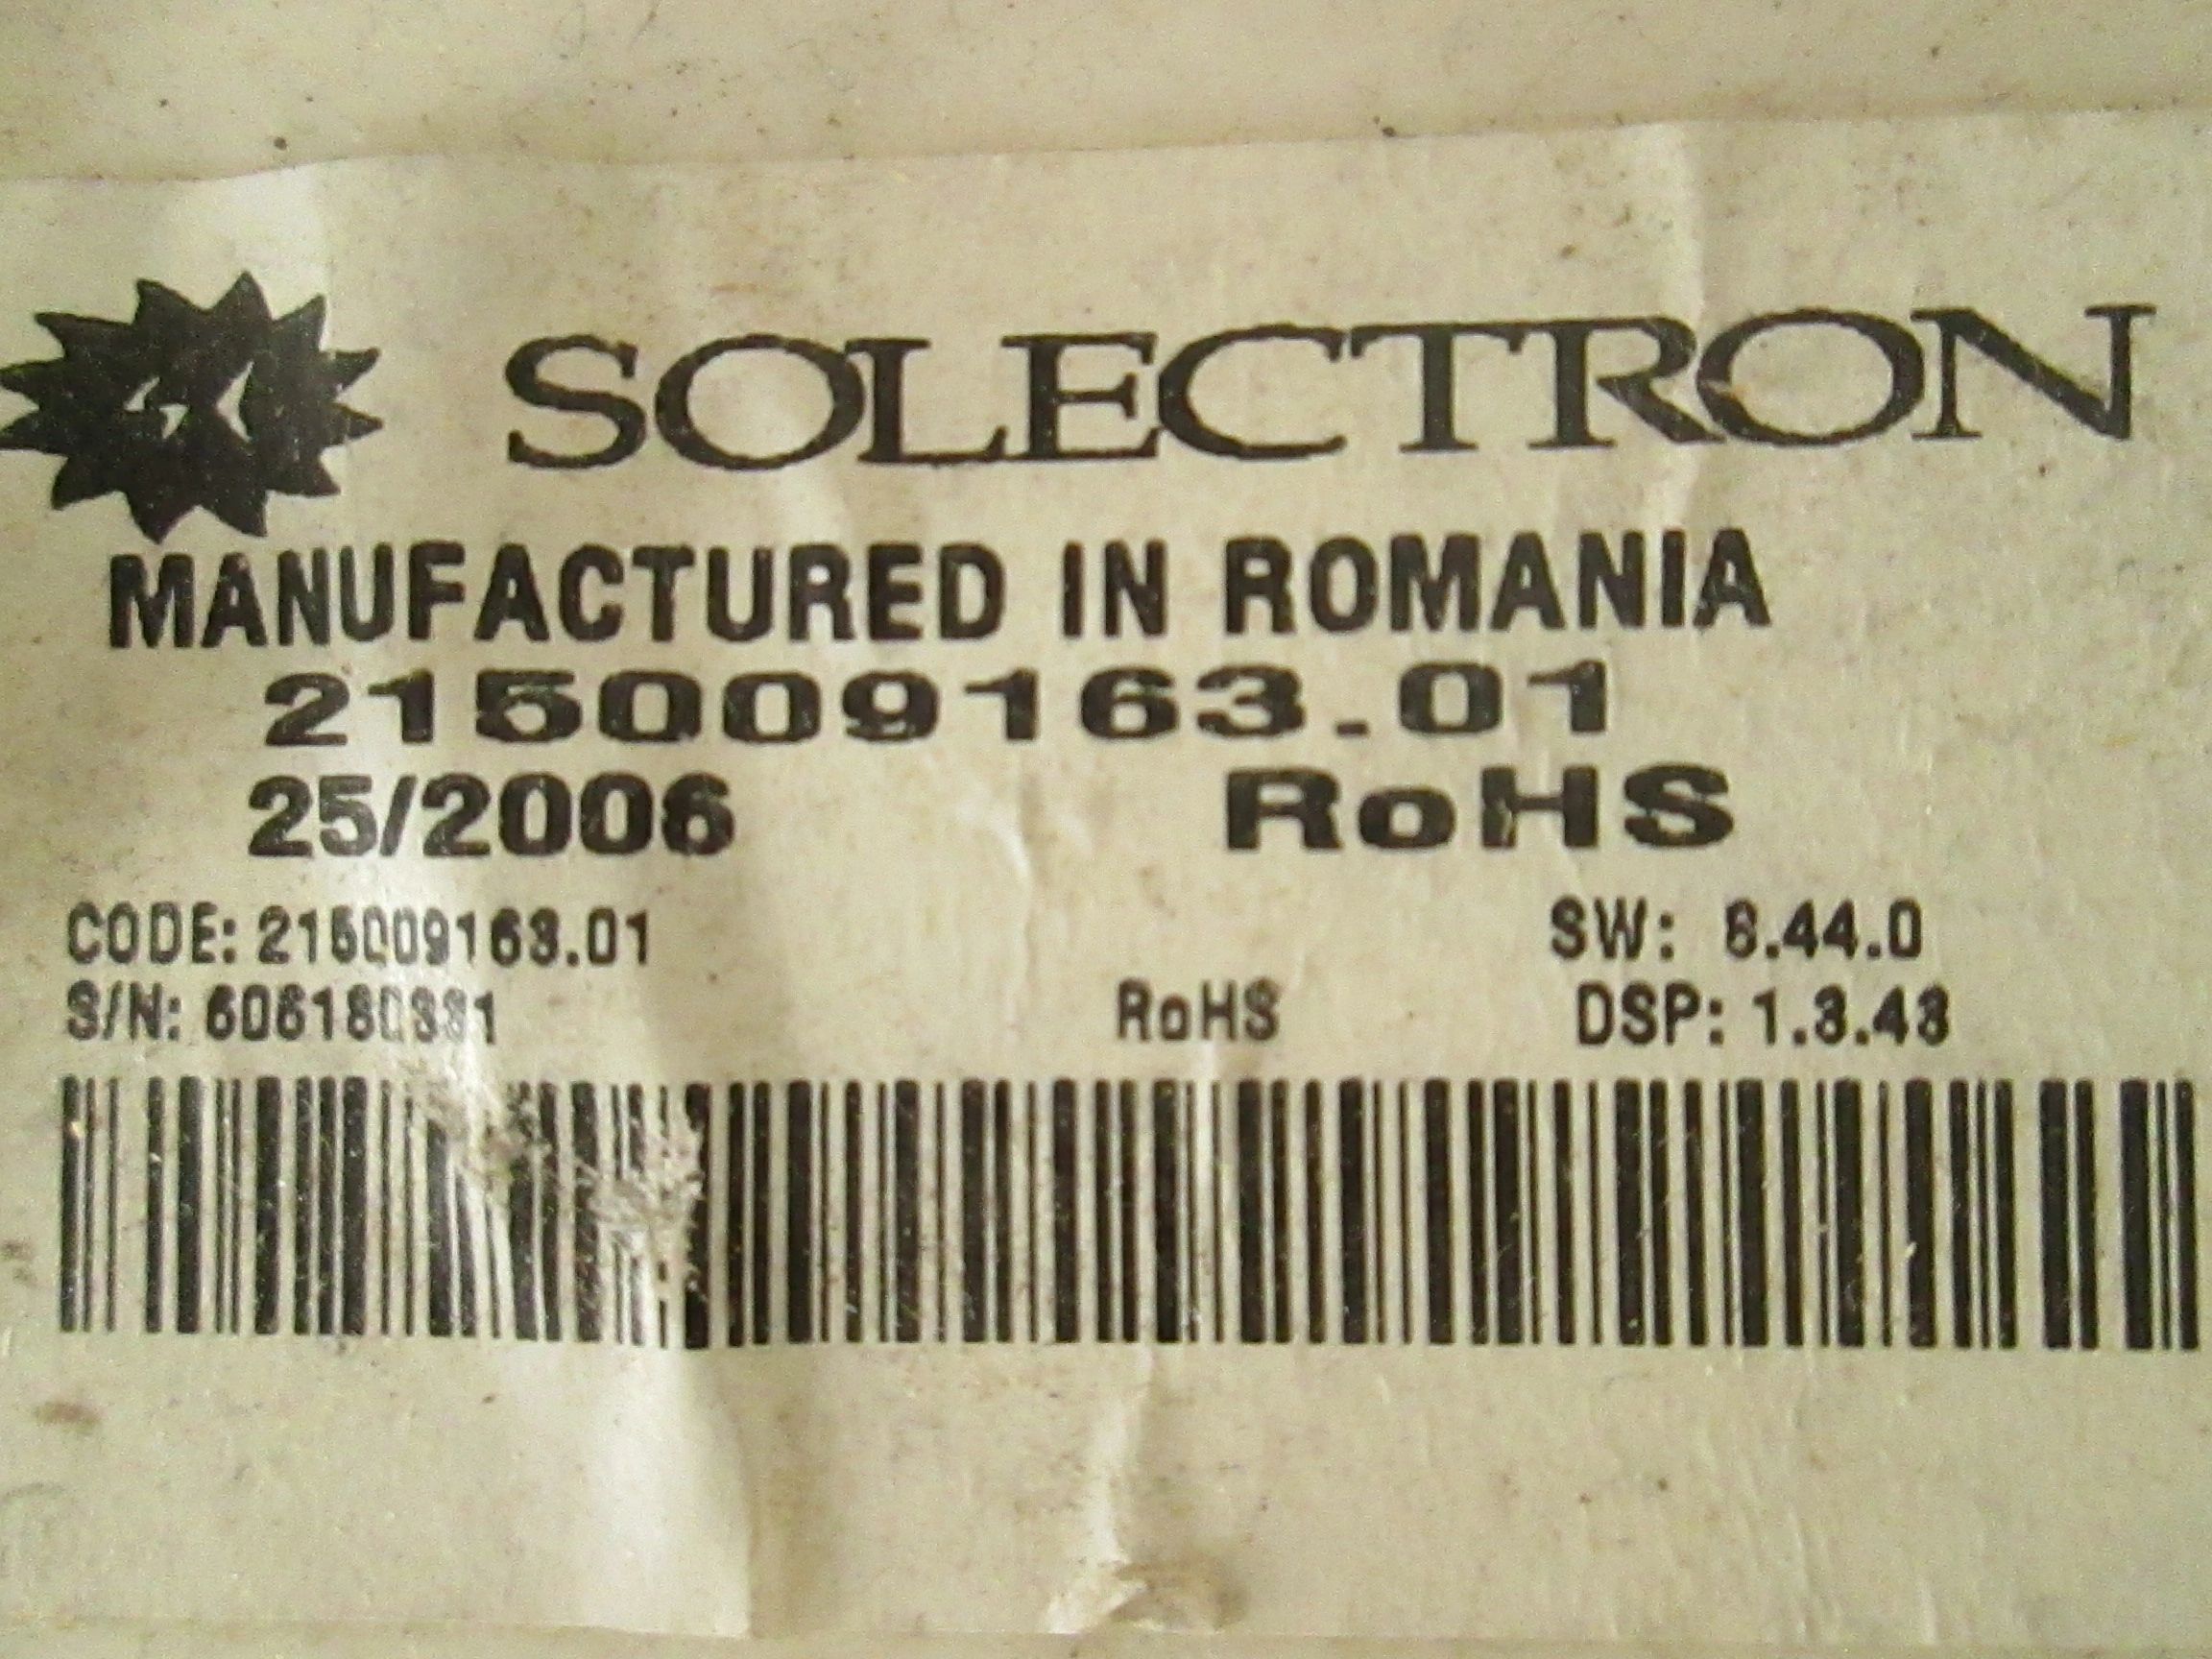 SOLECTRON
MANUFACTURED IN ROMANIA
215009163.01
25/2006 RoHS
CODE: 215009163.01 SW: 6.44.0
S/N: RoHS DSP: 1.3.43